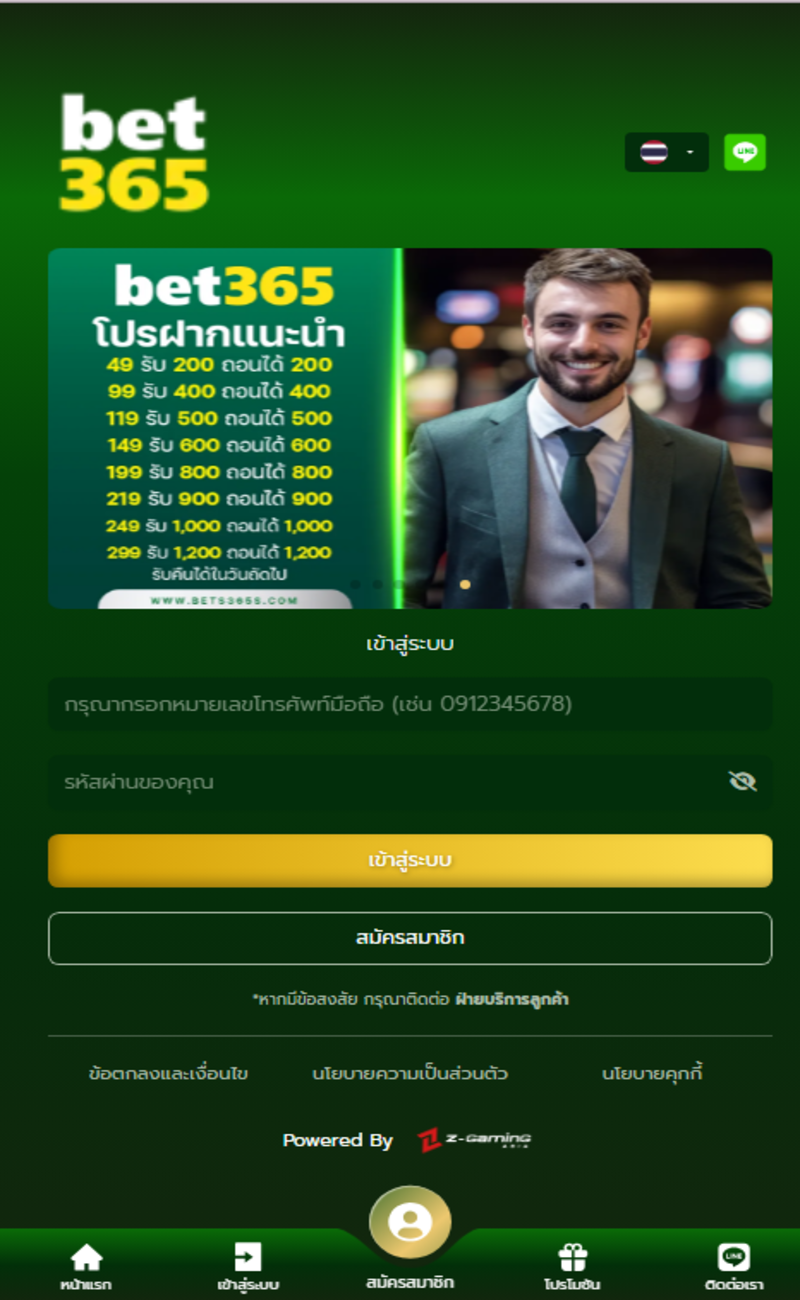 bet
365
LINE
bet365
โปรฝากแนะนำ
49 รับ 200 ถอนได้ 200
99 รับ 400 ถอนได้ 400
119 รับ 500 ถอนได้ 500
149 รับ 600 ถอนได้ 600
199 รับ 800 ถอนได้ 800
219 รับ 900 ถอนได้ 900
249 รับ 1,000 ถอนได้ 1,000
299 รับ 1,200 ถอนได้ 1,200
รับคืนได้ในวันถัดไป
WWW.BETS365S.COM
เข้าสู่ระบบ
กรุณากรอกหมายเลขโทรศัพท์มือถือ (เช่น 0912345678)
รหัสผ่านของคุณ
เข้าสู่ระบบ
สมัครสมาชิก
*หากมีข้อสงสัย กรุณาติดต่อ ฝ่ายบริการลูกค้า
ข้อตกลงและเงื่อนไข นโยบายความเป็นส่วนตัว นโยบายคุกกี้
Powered By Z-Gaming
ASIA
LINE
หน้าแรก เข้าสู่ระบบ สมัครสมาชิก โปรโมชัน ติดต่อเรา